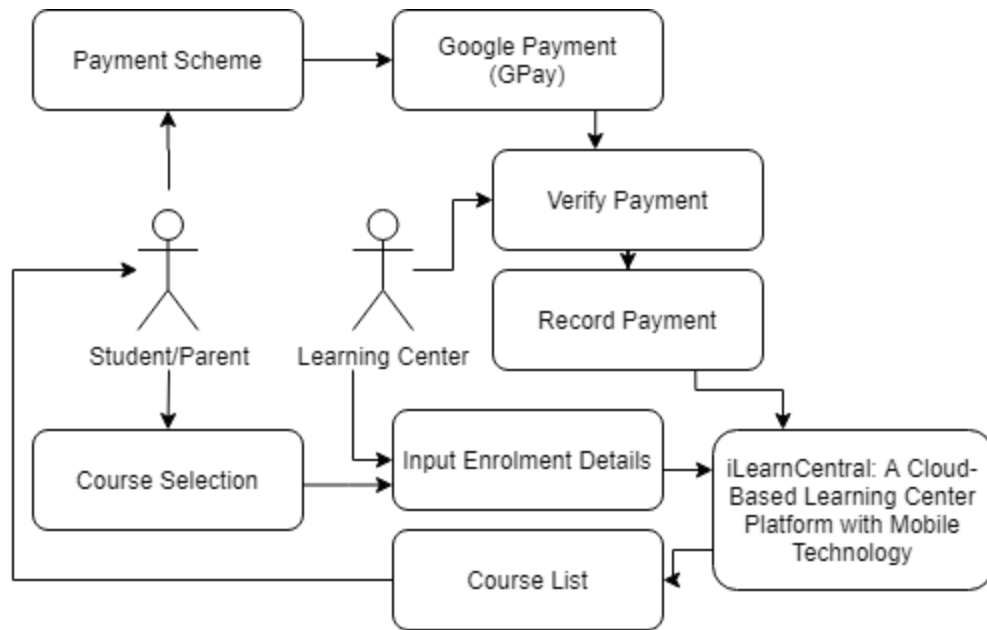 Payment Scheme
Google Payment
(GPay)
Verify Payment
Record Payment
Student/Parent
Learning Center
Course Selection
Input Enrolment Details
iLearnCentral: A Cloud-
Based Learning Center
Platform with Mobile
Technology
Course List